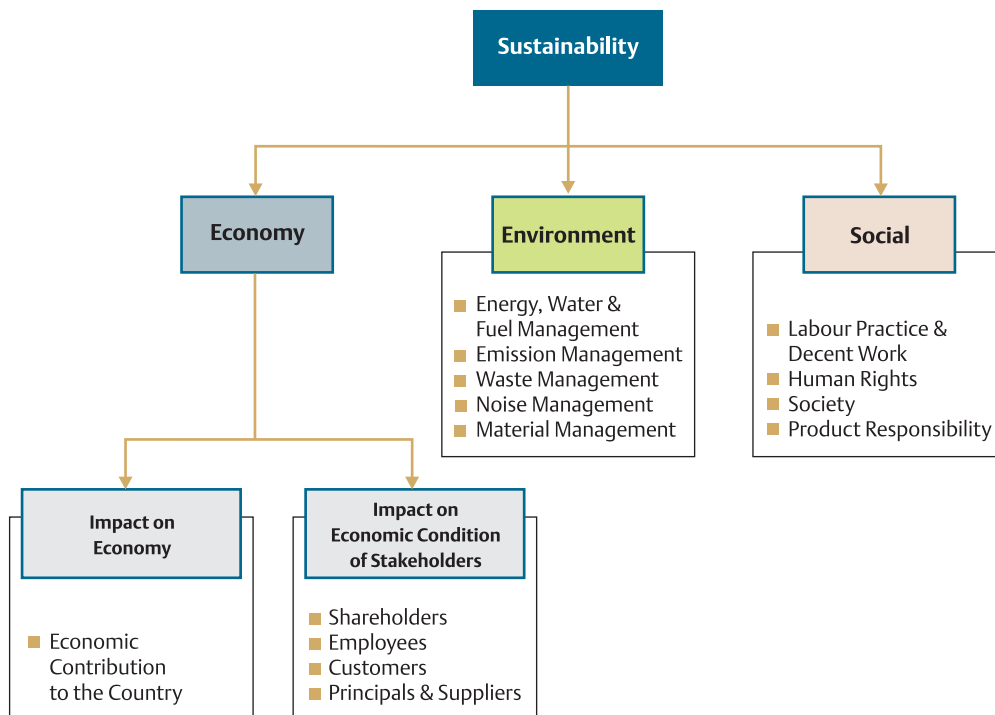 Sustainability
Economy
Environment
Social
Energy, Water &
Fuel Management
Emission Management
Waste Management
Noise Management
Material Management
Labour Practice &
Decent Work
Human Rights
Society
Product Responsibility
Impact on
Economy
Impact on
Economic Condition
of Stakeholders
Economic
Contribution
to the Country
Shareholders
Employees
Customers
Principals & Suppliers